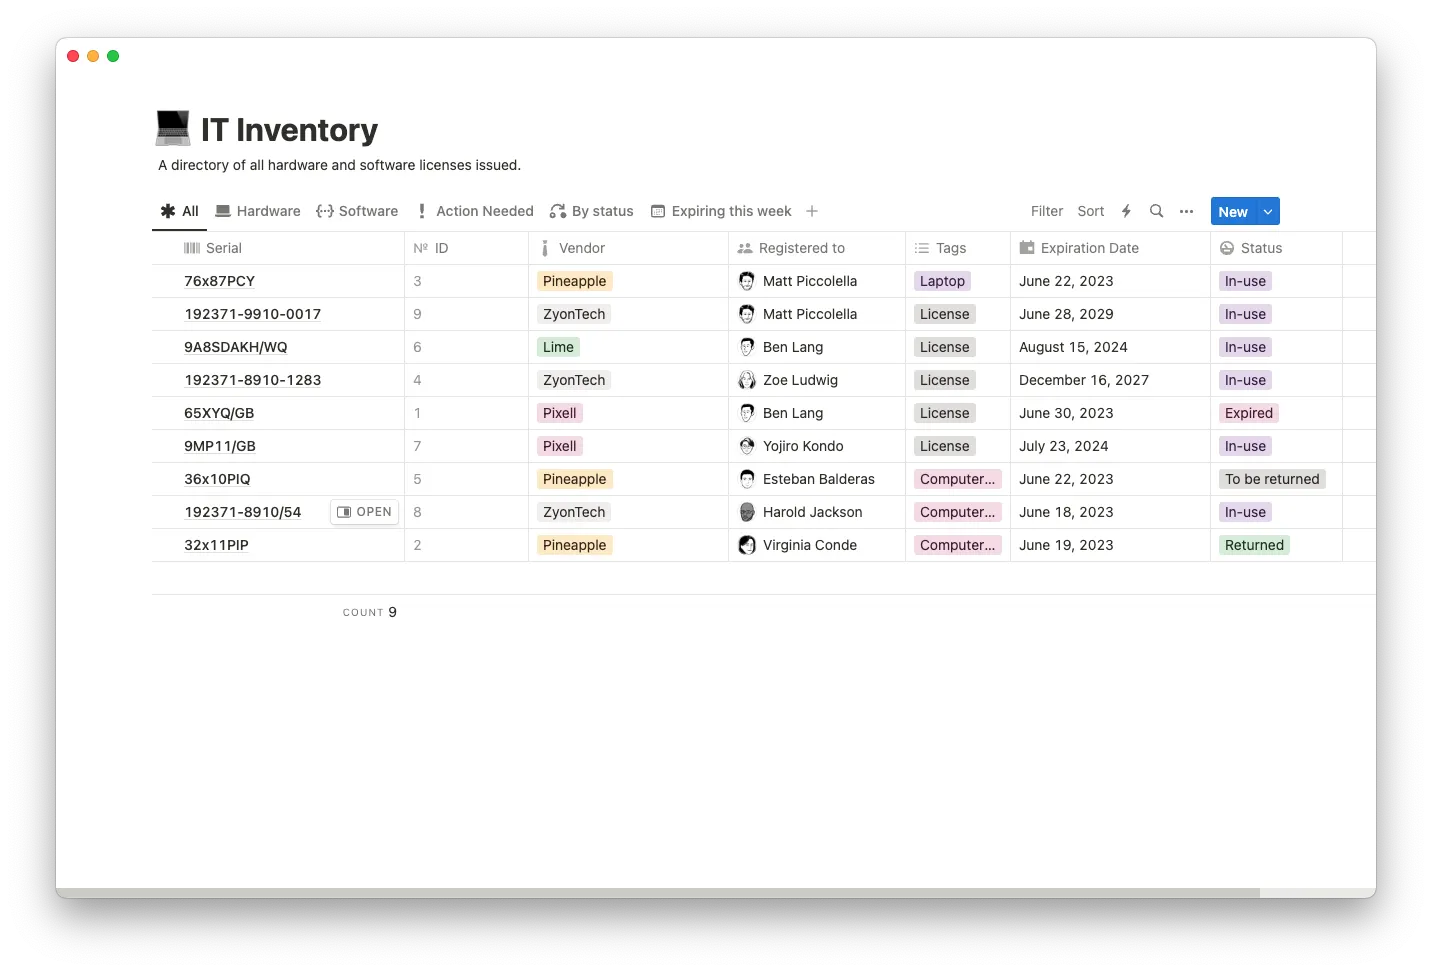 IT Inventory
A directory of all hardware and software licenses issued.
All Hardware Software Action Needed By status Expiring this week Filter Sort New
Serial Nº ID Vendor Registered to Tags Expiration Date Status
76x87PCY 3 Pineapple Matt Piccolella Laptop June 22, 2023 In-use
192371-9910-0017 9 ZyonTech Matt Piccolella License June 28, 2029 In-use
9A8SDAKH/WQ 6 Lime Ben Lang License August 15, 2024 In-use
192371-8910-1283 4 ZyonTech Zoe Ludwig License December 16, 2027 In-use
65XYQ/GB 1 Pixell Ben Lang License June 30, 2023 Expired
9MP11/GB 7 Pixell Yojiro Kondo License July 23, 2024 In-use
36x10PIQ 5 Pineapple Esteban Balderas Computer... June 22, 2023 To be returned
192371-8910/54 OPEN 8 ZyonTech Harold Jackson Computer... June 18, 2023 In-use
32x11PIP 2 Pineapple Virginia Conde Computer... June 19, 2023 Returned
COUNT 9